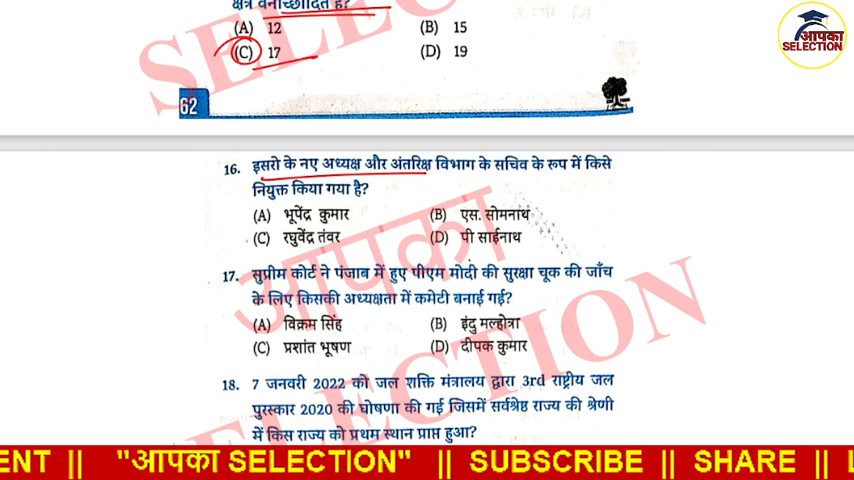 क्षेत्र वनाच्छादित है?
(A) 12 (B) 15
(C) 17 (D) 19
62
आपका
SELECTION
16. इसरो के नए अध्यक्ष और अंतरिक्ष विभाग के सचिव के रूप में किसे
नियुक्त किया गया है?
(A) भूपेंद्र कुमार (B) एस. सोमनाथ
(C) रघुवेंद्र तंवर (D) पी साईनाथ
17. सुप्रीम कोर्ट ने पंजाब में हुए पीएम मोदी की सुरक्षा चूक की जाँच
के लिए किसकी अध्यक्षता में कमेटी बनाई गई?
(A) विक्रम सिंह (B) इंदु मल्होत्रा
(C) प्रशांत भूषण (D) दीपक कुमार
18. 7 जनवरी 2022 को जल शक्ति मंत्रालय द्वारा 3rd राष्ट्रीय जल
पुरस्कार 2020 की घोषणा की गई जिसमें सर्वश्रेष्ठ राज्य की श्रेणी
में किस राज्य को प्रथम स्थान प्राप्त हुआ?
SELECTION
आपका
SELECTION
ENT || "आपका SELECTION" || SUBSCRIBE || SHARE || L